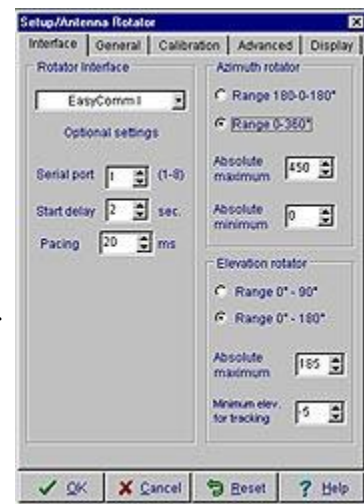 Setup/Antenna Rotator
Interface General Calibration Advanced Display
Rotator Interface
EasyComm I
Optional settings
Serial port 1 (1-8)
Start delay 2 sec.
Pacing 20 ms
Azimuth rotator
Range 180-0-180°
Range 0-360°
Absolute maximum 450
Absolute minimum 0
Elevation rotator
Range 0° - 90°
Range 0° - 180°
Absolute maximum 185
Minimum elev. for tracking -5
OK Cancel Reset Help